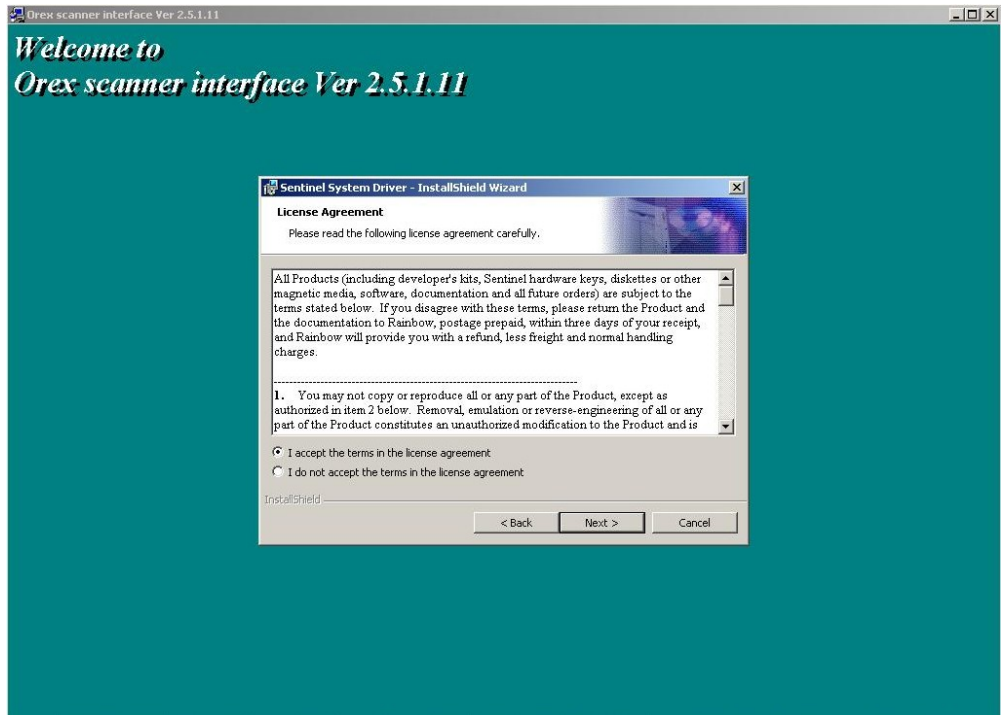 Orex scanner interface Ver 2.5.1.11
Welcome to
Orex scanner interface Ver 2.5.1.11
Sentinel System Driver - InstallShield Wizard
License Agreement
Please read the following license agreement carefully.
All Products (including developer's kits, Sentinel hardware keys, diskettes or other
magnetic media, software, documentation and all future orders) are subject to the
terms stated below. If you disagree with these terms, please return the Product and
the documentation to Rainbow, postage prepaid, within three days of your receipt,
and Rainbow will provide you with a refund, less freight and normal handling
charges.
1. You may not copy or reproduce all or any part of the Product, except as
authorized in item 2 below. Removal, emulation or reverse-engineering of all or any
part of the Product constitutes an unauthorized modification to the Product and is
I accept the terms in the license agreement
I do not accept the terms in the license agreement
InstallShield
< Back Next > Cancel